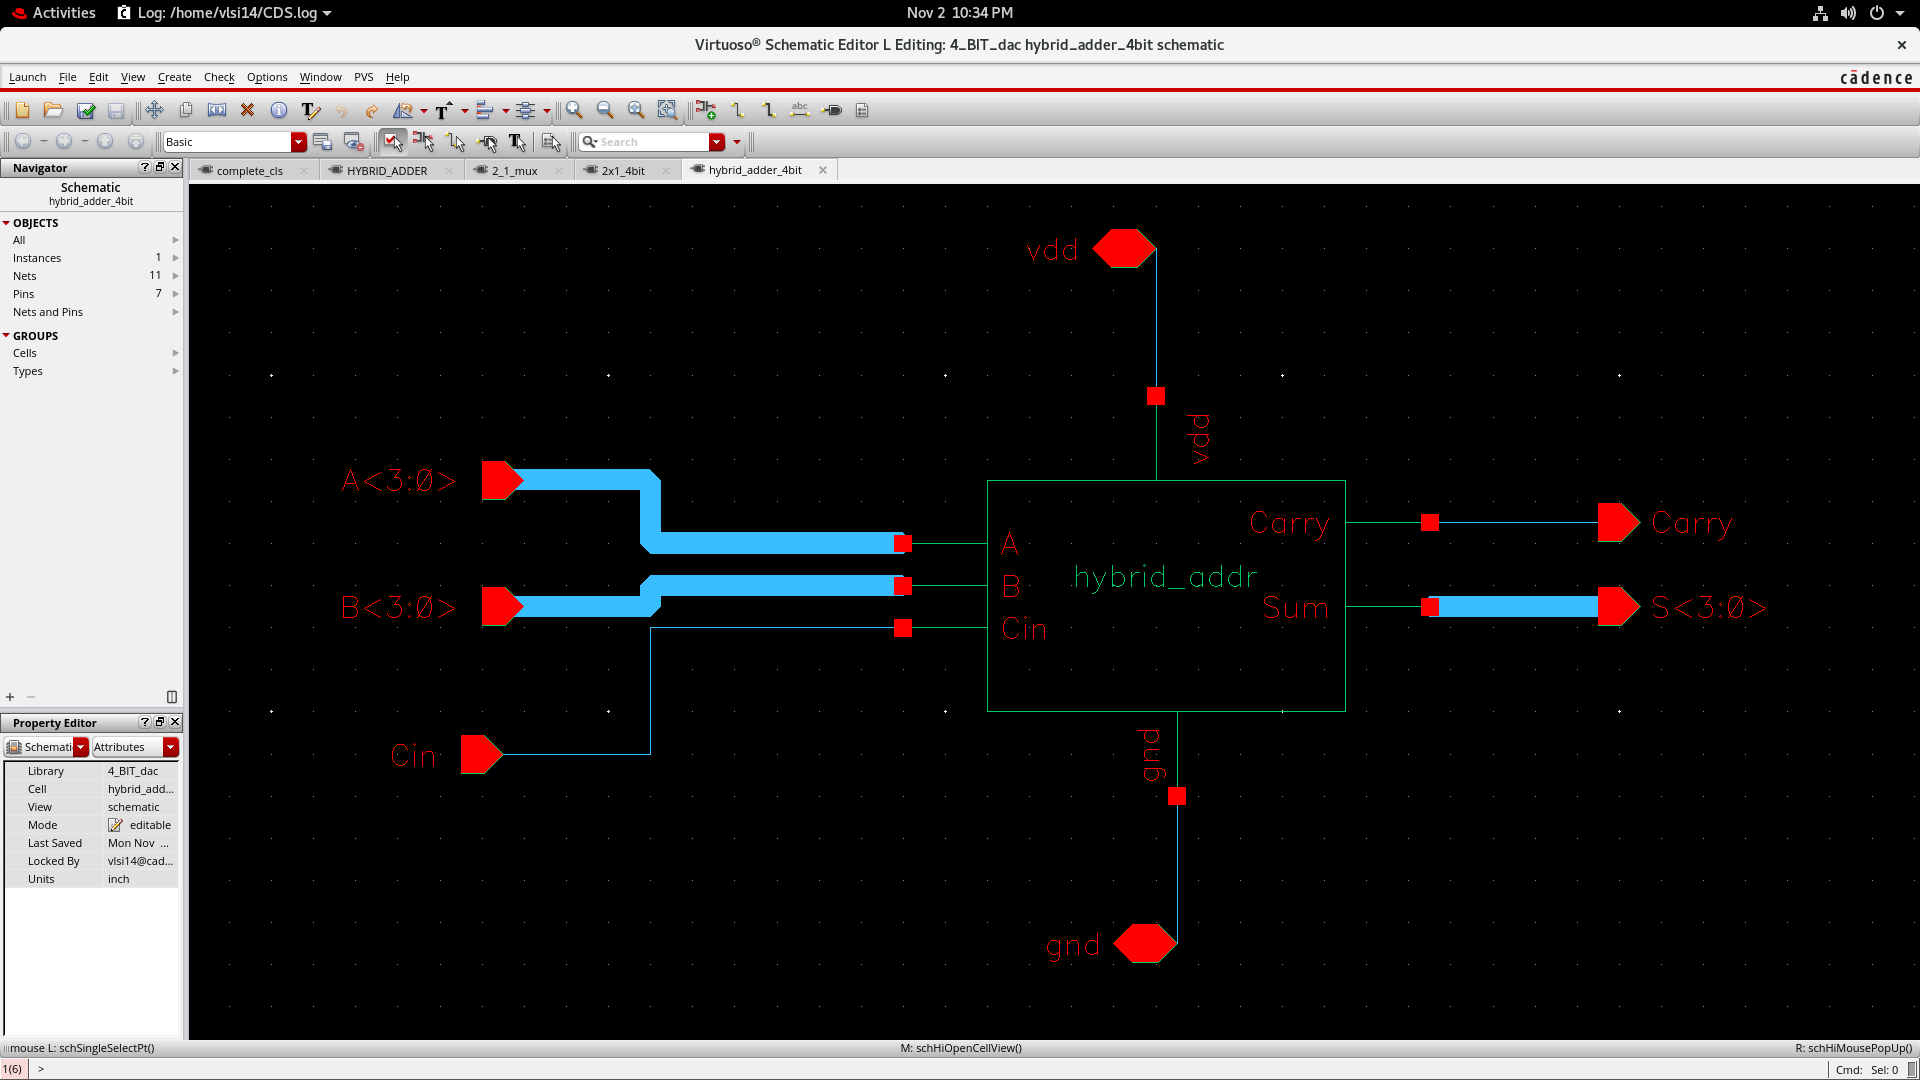 Activities Log: /home/vlsi14/CDS.log Nov 2 10:34 PM
Virtuoso® Schematic Editor L Editing: 4_BIT_dac hybrid_adder_4bit schematic
Launch File Edit View Create Check Options Window PVS Help cādence
abc
Basic Search
Navigator complete_cls HYBRID_ADDER 2_1_mux 2x1_4bit hybrid_adder_4bit
Schematic
hybrid_adder_4bit
OBJECTS
All
Instances 1
Nets 11
Pins 7
Nets and Pins
GROUPS
Cells
Types
Property Editor
Schemati Attributes
Library 4_BIT_dac
Cell hybrid_add...
View schematic
Mode editable
Last Saved Mon Nov ...
Locked By vlsi14@cad...
Units inch
vdd
vdd
A<3:0>
Carry Carry
A
hybrid_addr
B
B<3:0>
Sum S<3:0>
Cin
Cin
gnd
gnd
mouse L: schSingleSelectPt() M: schHiOpenCellView() R: schHiMousePopUp()
1(6) > Cmd: Sel: 0